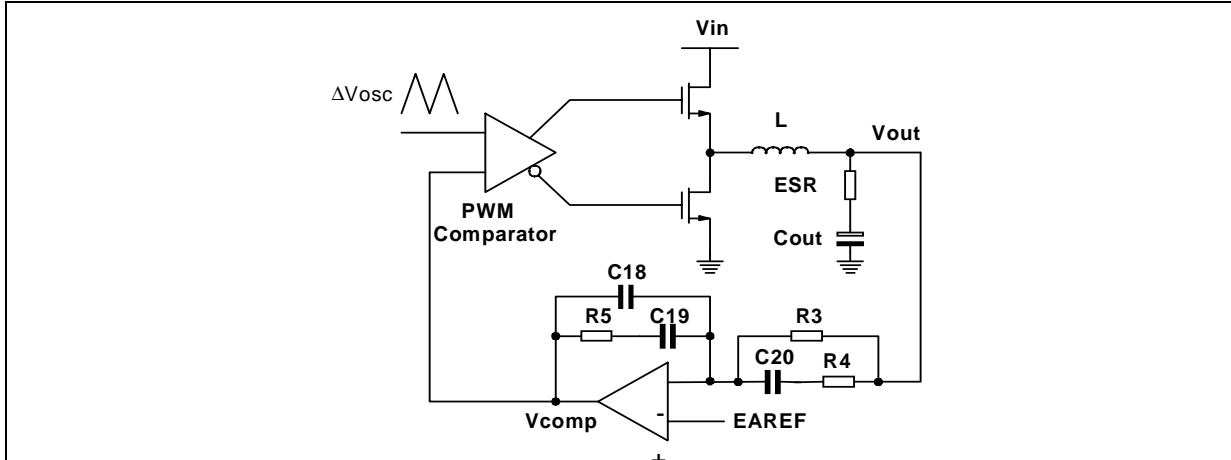 Vin
ΔVosc
L
Vout
ESR
PWM
Comparator
Cout
C18
R5
C19
R3
C20
R4
Vcomp
-
EAREF
+